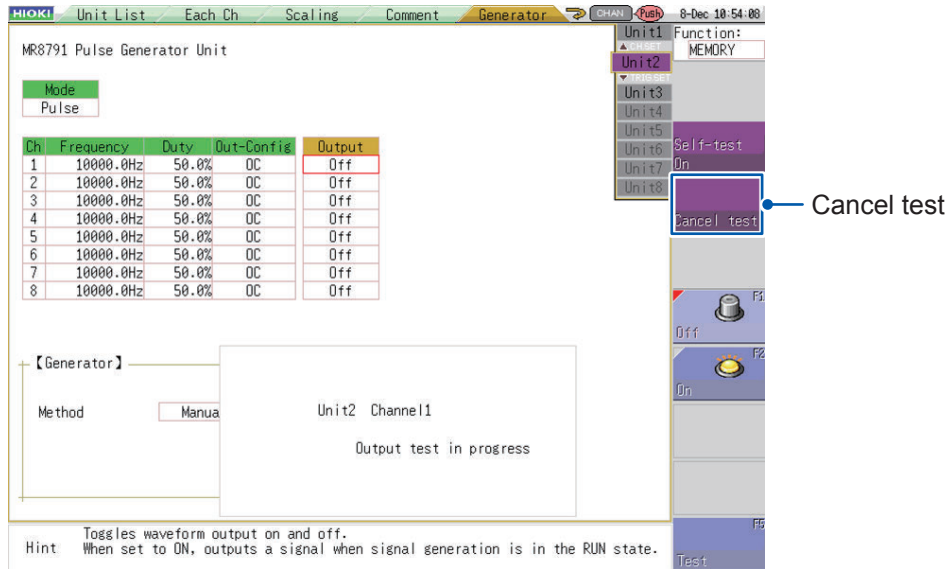 HIOKI Unit List Each Ch Scaling Comment Generator CHAN Push 8-Dec 10:54:08
MR8791 Pulse Generator Unit
Mode
Pulse
Ch Frequency Duty Out-Config Output
1 10000.0Hz 50.0% OC Off
2 10000.0Hz 50.0% OC Off
3 10000.0Hz 50.0% OC Off
4 10000.0Hz 50.0% OC Off
5 10000.0Hz 50.0% OC Off
6 10000.0Hz 50.0% OC Off
7 10000.0Hz 50.0% OC Off
8 10000.0Hz 50.0% OC Off
【Generator】
Method Manua
Unit2 Channel1
Output test in progress
Hint Toggles waveform output on and off.
When set to ON, outputs a signal when signal generation is in the RUN state.
Unit1
▲CH.SET
Unit2
▼TRIG.SET
Unit3
Unit4
Unit5
Unit6
Unit7
Unit8
Function:
MEMORY
Self-test
On
Cancel test
Cancel test
F1
Off
F2
On
F5
Test